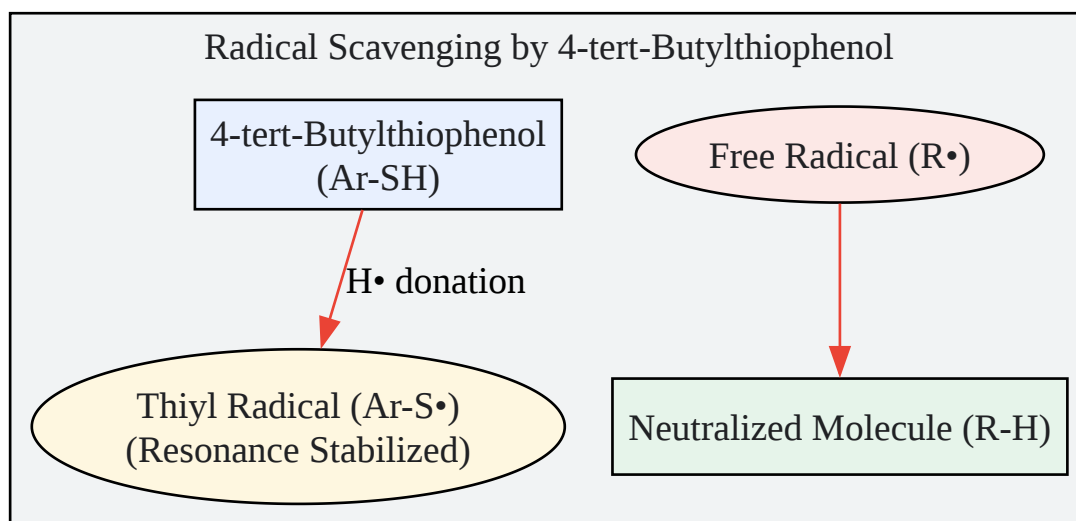 Radical Scavenging by 4-tert-Butylthiophenol
4-tert-Butylthiophenol
(Ar-SH)
Free Radical (R•)
H• donation
Thiyl Radical (Ar-S•)
(Resonance Stabilized)
Neutralized Molecule (R-H)